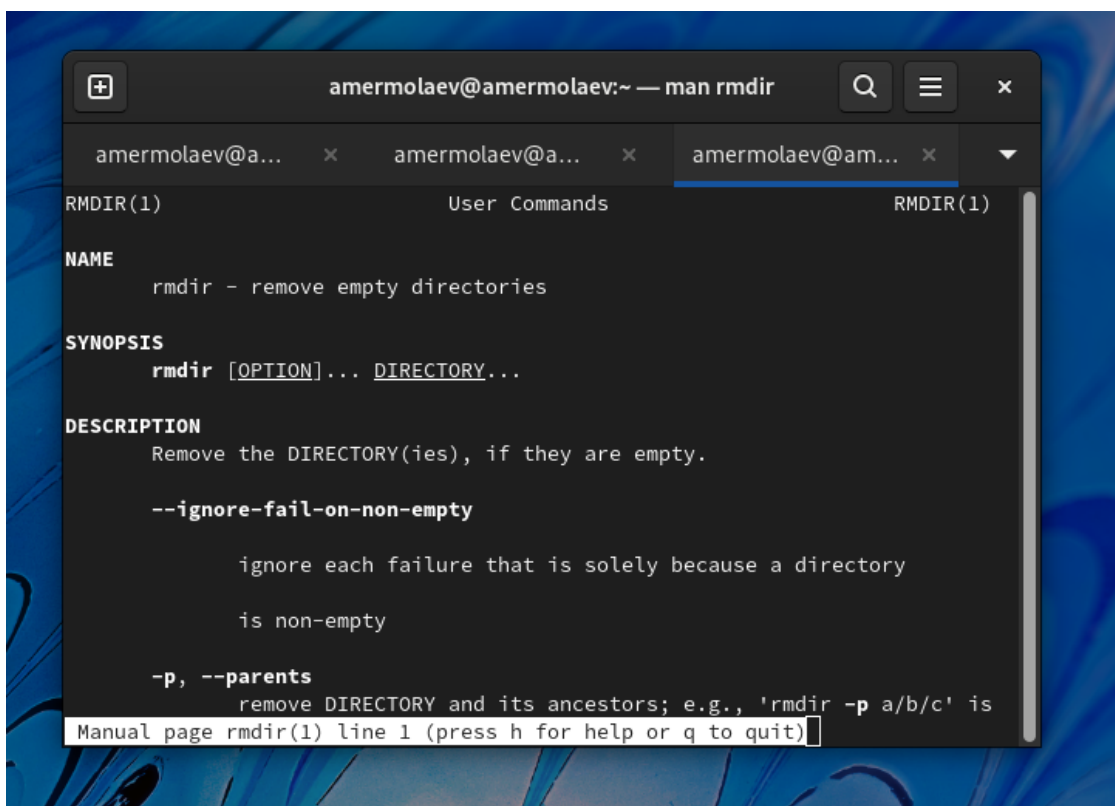 amermolaev@amermolaev:~ — man rmdir
amermolaev@a... amermolaev@a... amermolaev@am...
RMDIR(1) User Commands RMDIR(1)
NAME
rmdir - remove empty directories
SYNOPSIS
rmdir [OPTION]... DIRECTORY...
DESCRIPTION
Remove the DIRECTORY(ies), if they are empty.
--ignore-fail-on-non-empty
ignore each failure that is solely because a directory
is non-empty
-p, --parents
remove DIRECTORY and its ancestors; e.g., 'rmdir -p a/b/c' is
Manual page rmdir(1) line 1 (press h for help or q to quit)